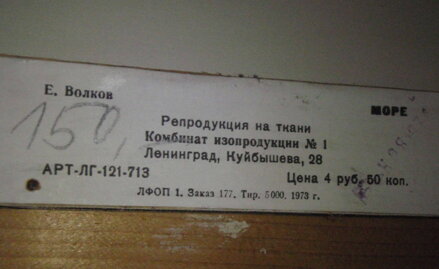 Е. Волков
МОРЕ
150,
Репродукция на ткани
Комбинат изопродукции № 1
Ленинград, Куйбышева, 28
АРТ-ЛГ-121-713
Цена 4 руб. 50 коп.
ЛФОП 1. Заказ 177. Тир. 5000. 1973 г.